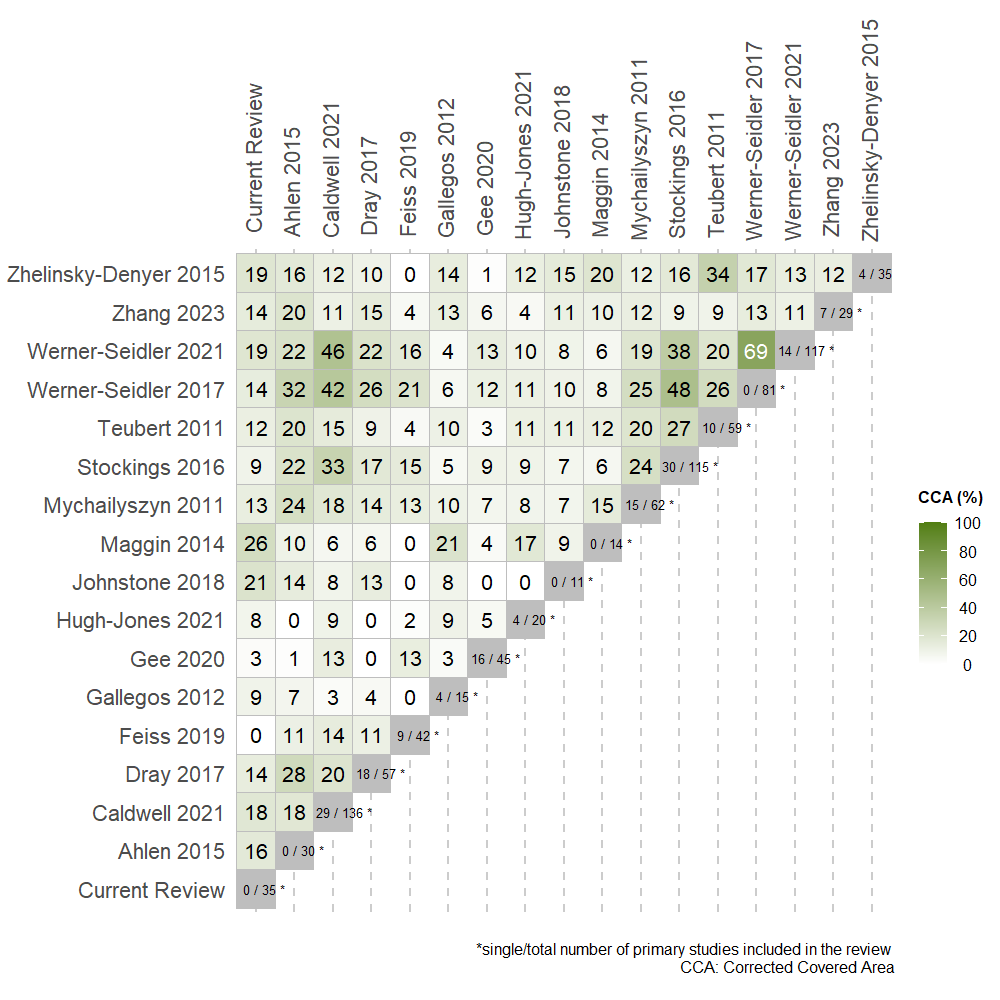 Current Review
Ahlen 2015
Caldwell 2021
Dray 2017
Feiss 2019
Gallegos 2012
Gee 2020
Hugh-Jones 2021
Johnstone 2018
Maggin 2014
Mychailyszyn 2011
Stockings 2016
Teubert 2011
Werner-Seidler 2017
Werner-Seidler 2021
Zhang 2023
Zhelinsky-Denyer 2015
Zhelinsky-Denyer 2015 19 16 12 10 0 14 1 12 15 20 12 16 34 17 13 12 4 / 35
Zhang 2023 14 20 11 15 4 13 6 4 11 10 12 9 9 13 11 7 / 29 *
Werner-Seidler 2021 19 22 46 22 16 4 13 10 8 6 19 38 20 69 14 / 117 *
Werner-Seidler 2017 14 32 42 26 21 6 12 11 10 8 25 48 26 0 / 81 *
Teubert 2011 12 20 15 9 4 10 3 11 11 12 20 27 10 / 59 *
Stockings 2016 9 22 33 17 15 5 9 9 7 6 24 30 / 115 *
Mychailyszyn 2011 13 24 18 14 13 10 7 8 7 15 15 / 62 *
Maggin 2014 26 10 6 6 0 21 4 17 9 0 / 14 *
Johnstone 2018 21 14 8 13 0 8 0 0 0 / 11 *
Hugh-Jones 2021 8 0 9 0 2 9 5 4 / 20 *
Gee 2020 3 1 13 0 13 3 16 / 45 *
Gallegos 2012 9 7 3 4 0 4 / 15 *
Feiss 2019 0 11 14 11 9 / 42 *
Dray 2017 14 28 20 18 / 57 *
Caldwell 2021 18 18 29 / 136 *
Ahlen 2015 16 0 / 30 *
Current Review 0 / 35 *
CCA (%)
100
80
60
40
20
0
*single/total number of primary studies included in the review
CCA: Corrected Covered Area